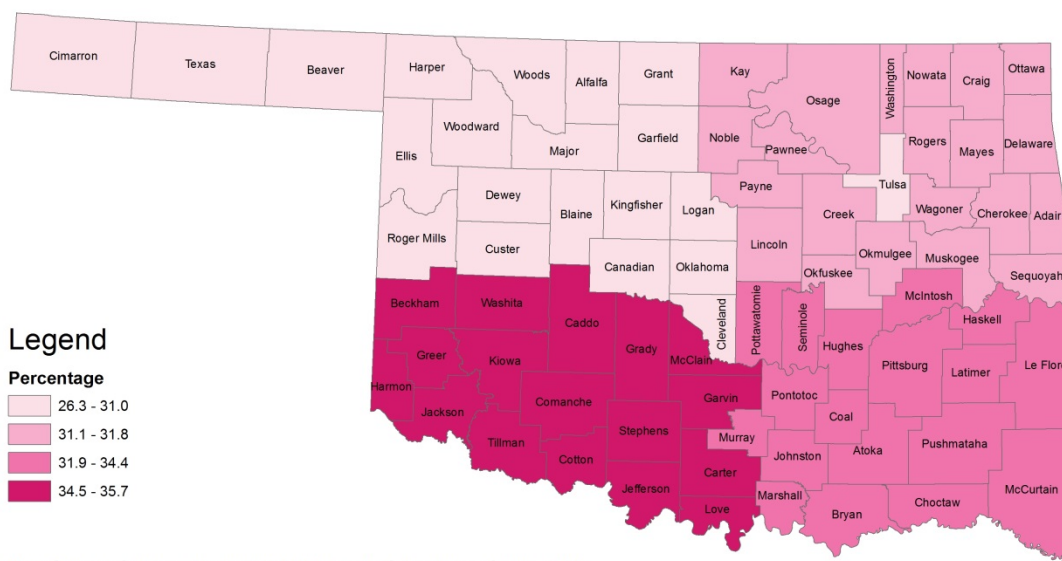 Cimarron
Texas
Beaver
Harper
Woods
Alfalfa
Grant
Kay
Osage
Washington
Nowata
Craig
Ottawa
Woodward
Ellis
Major
Garfield
Noble
Pawnee
Rogers
Mayes
Delaware
Dewey
Blaine
Kingfisher
Logan
Payne
Creek
Tulsa
Wagoner
Cherokee
Adair
Roger Mills
Custer
Canadian
Oklahoma
Lincoln
Okmulgee
Muskogee
Okfuskee
Sequoyah
Beckham
Washita
Caddo
Grady
McClain
Cleveland
Pottawatomie
Seminole
McIntosh
Haskell
Hughes
Pittsburg
Latimer
Le Flore
Greer
Kiowa
Harmon
Jackson
Comanche
Garvin
Pontotoc
Coal
Tillman
Stephens
Murray
Atoka
Pushmataha
Cotton
Carter
Johnston
McCurtain
Jefferson
Love
Marshall
Bryan
Choctaw
Legend
Percentage
26.3 - 31.0
31.1 - 31.8
31.9 - 34.4
34.5 - 35.7